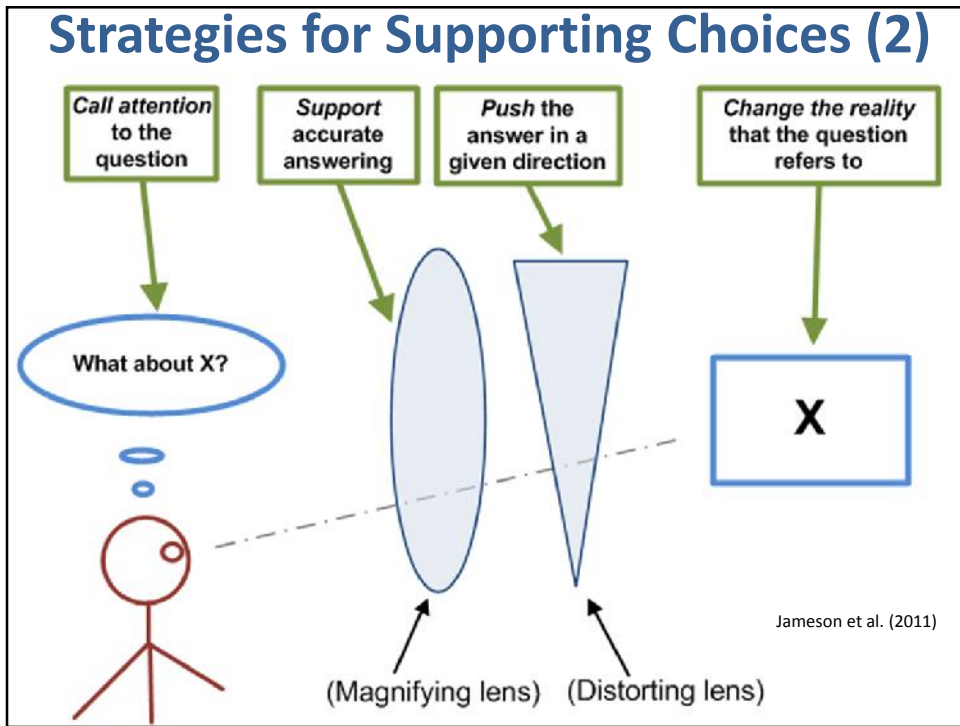 Strategies for Supporting Choices (2)
Call attention
to the
question
Support
accurate
answering
Push the
answer in a
given direction
Change the reality
that the question
refers to
What about X?
X
Jameson et al. (2011)
(Magnifying lens)
(Distorting lens)